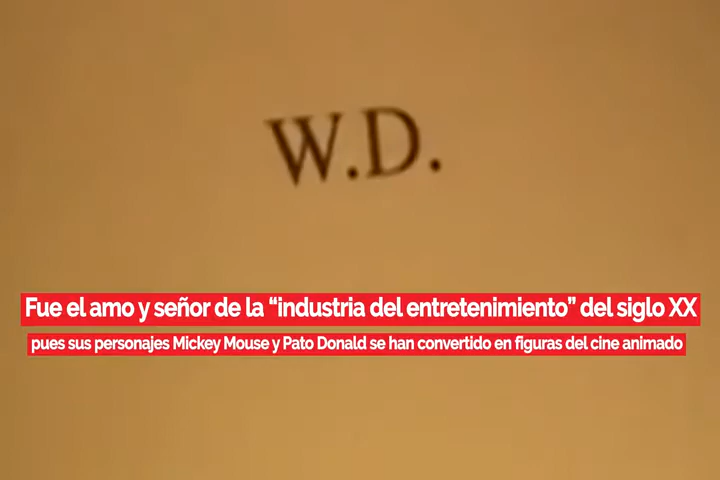 W.D.
Fue el amo y señor de la “industria del entretenimiento” del siglo XX
pues sus personajes Mickey Mouse y Pato Donald se han convertido en figuras del cine animado